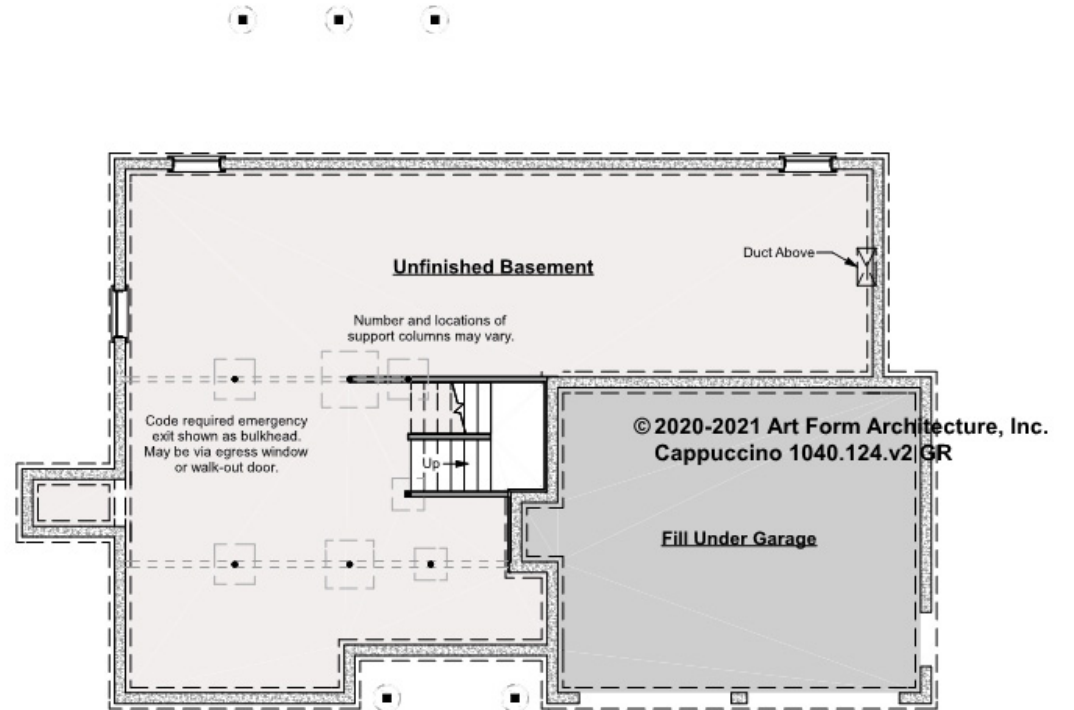 Unfinished Basement
Duct Above
Number and locations of
support columns may vary.
Code required emergency
exit shown as bulkhead.
May be via egress window
or walk-out door.
Up
© 2020-2021 Art Form Architecture, Inc.
Cappuccino 1040.124.v2 GR
Fill Under Garage